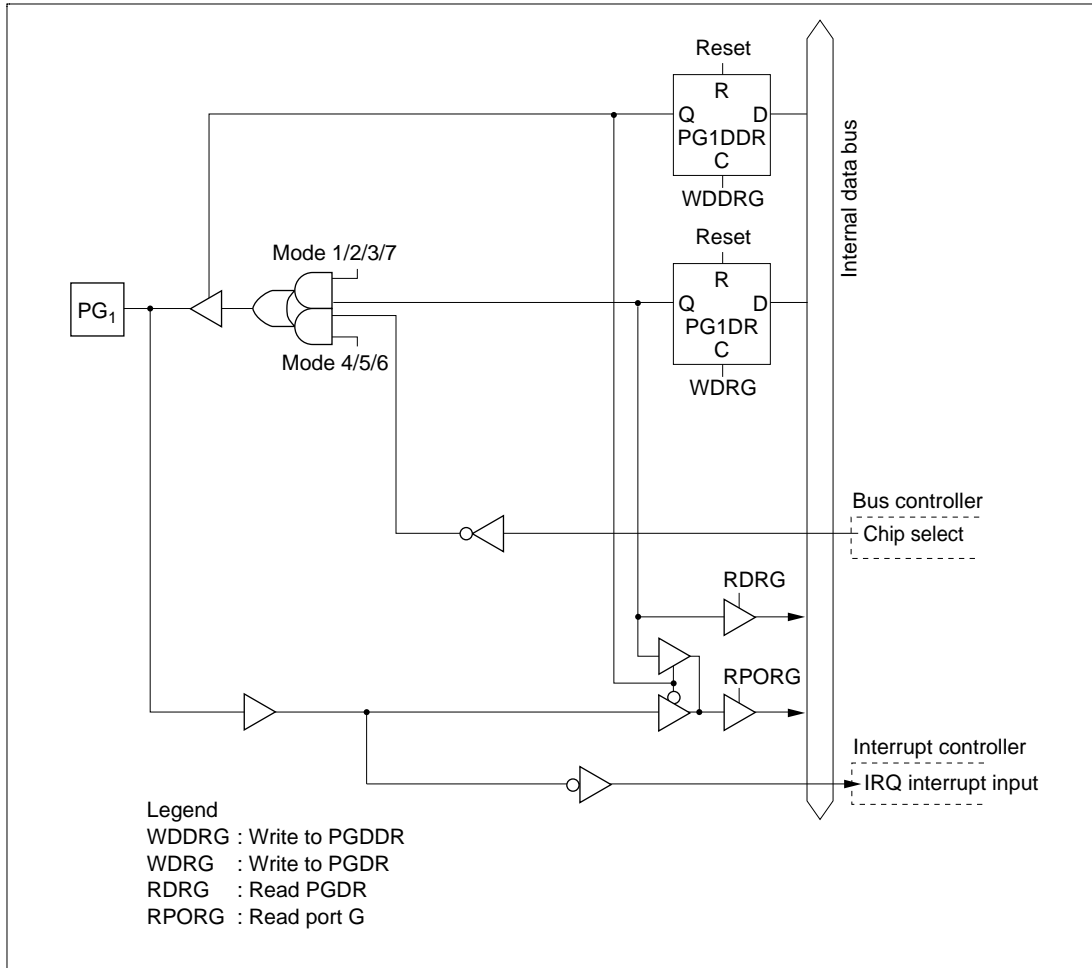 Reset
R
Q D
PG1DDR
C
WDDRG
Internal data bus
Reset
R
Q D
PG1DR
C
WDRG
Mode 1/2/3/7
PG1
Mode 4/5/6
Bus controller
Chip select
RDRG
RPORG
Interrupt controller
IRQ interrupt input
Legend
WDDRG : Write to PGDDR
WDRG : Write to PGDR
RDRG : Read PGDR
RPORG : Read port G